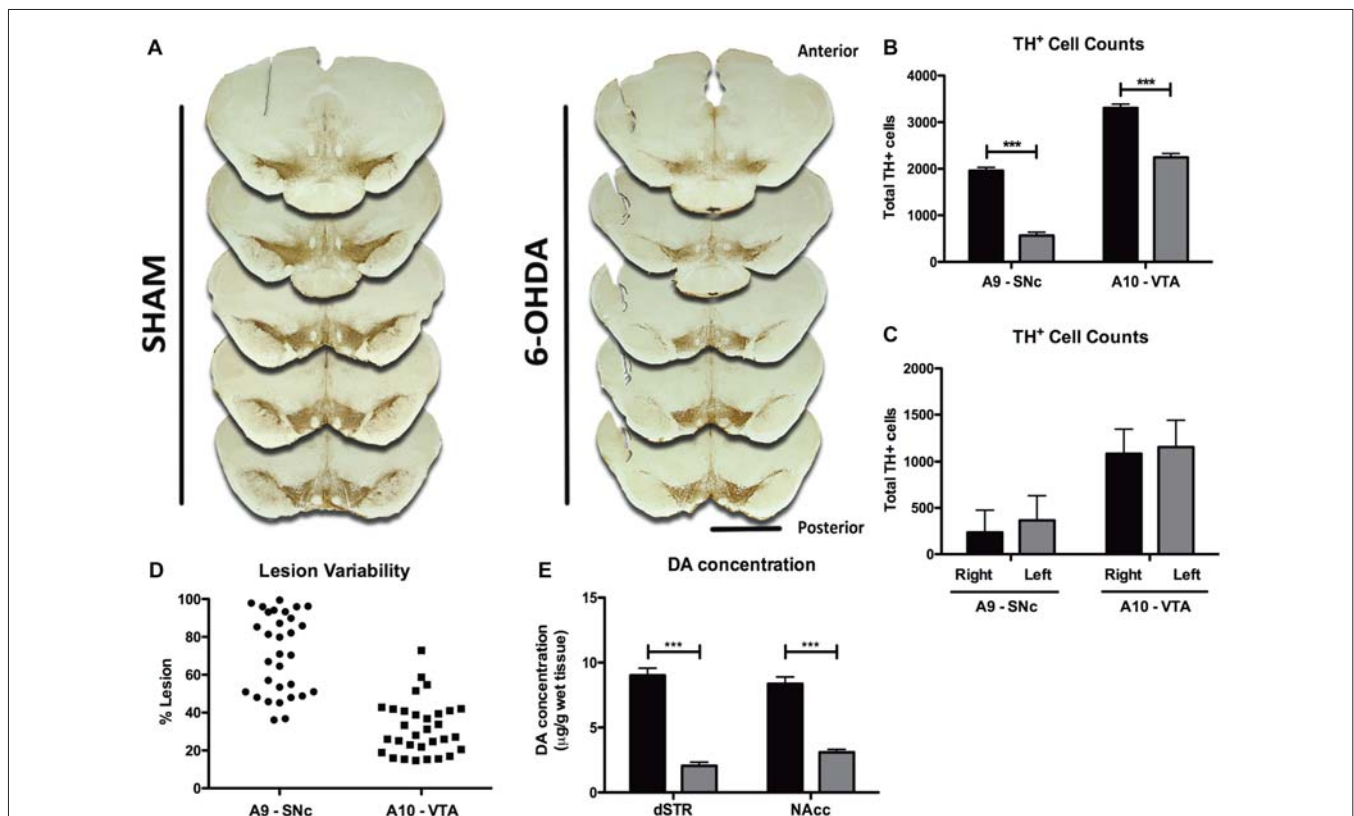 A
SHAM
6-OHDA
Anterior
Posterior
B
TH+ Cell Counts
Total TH+ cells
4000
3000
2000
1000
0
***
***
A9 - SNc
A10 - VTA
C
TH+ Cell Counts
Total TH+ cells
2000
1500
1000
500
0
Right Left Right Left
A9 - SNc
A10 - VTA
D
Lesion Variability
% Lesion
100
80
60
40
20
0
A9 - SNc
A10 - VTA
E
DA concentration
DA concentration
(µg/g wet tissue)
15
10
5
0
***
***
dSTR
NAcc